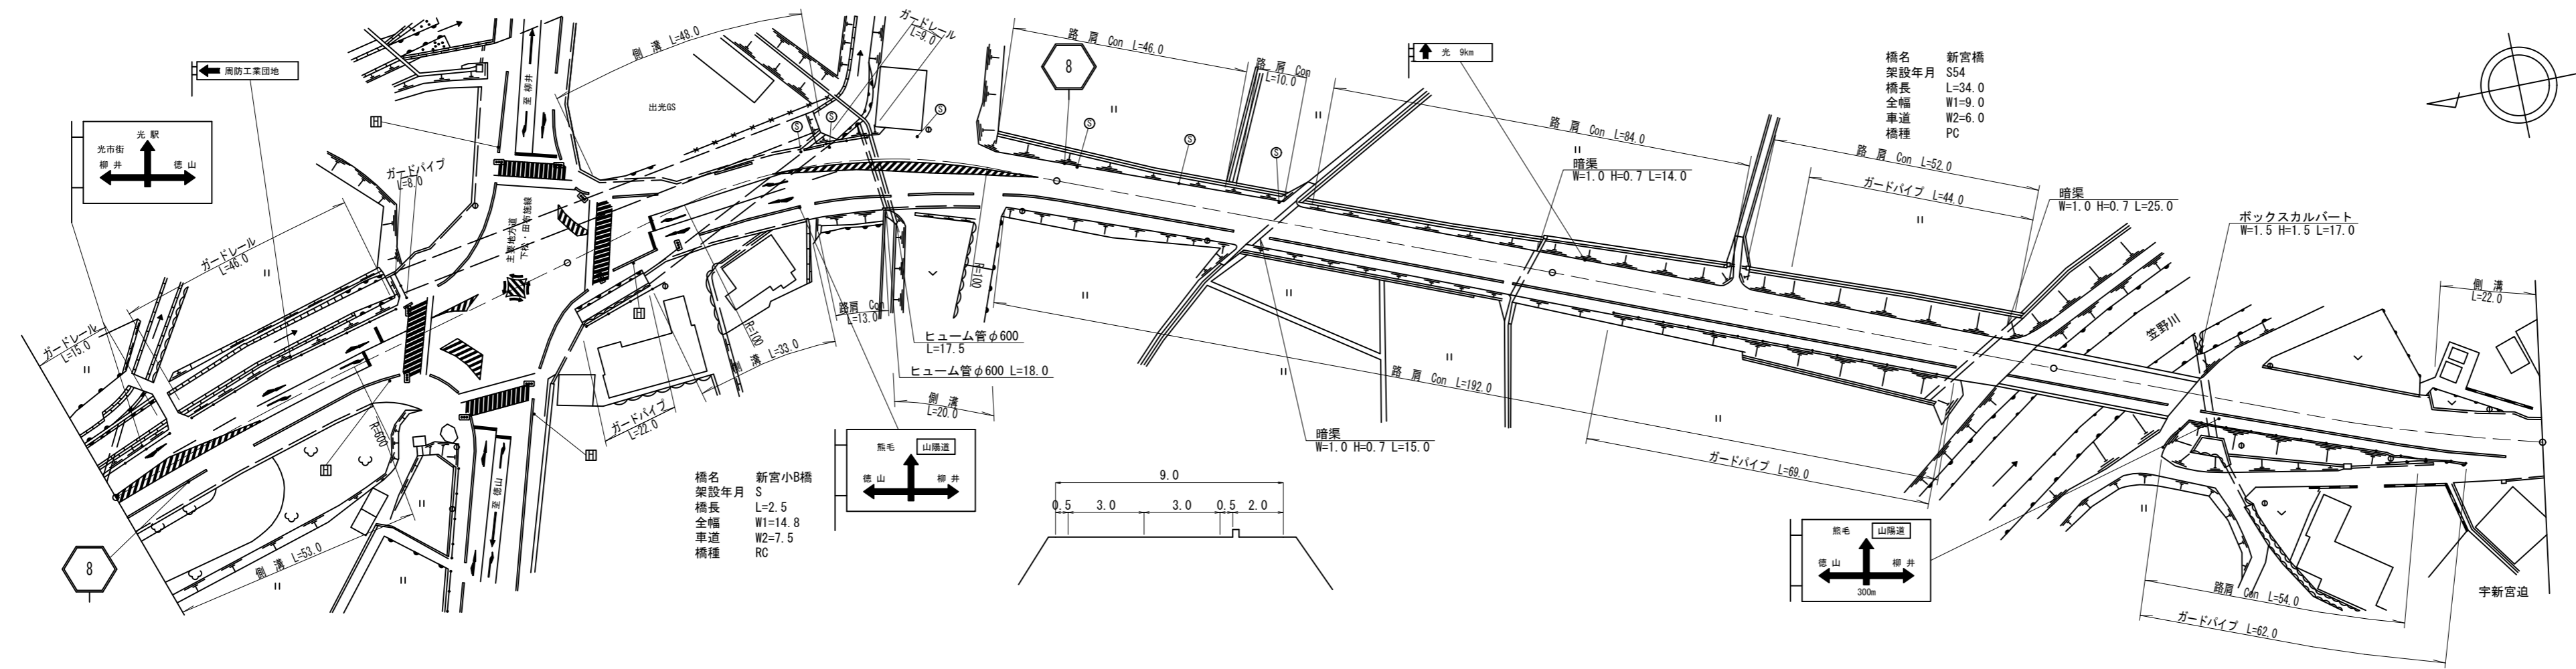 周防工業団地
光 駅
光市街
柳 井
徳 山
ガードレール
L=15.0
ガードレール
L=46.0
ガードパイプ
L=8.0
H
至 柳井
側 溝 L=48.0
出光GS
ガードレール
L=9.0
S
S
S
主要地方道
下松・田布施線
R=600
8
側 溝 L=53.0
H
至 徳山
H
H
ガードパイプ
L=22.0
R=100
側 溝 L=33.0
路肩 Con
L=13.0
ヒューム管φ600
L=17.5
ヒューム管φ600 L=18.0
側 溝
L=20.0
R=100
橋名 新宮小B橋
架設年月 S
橋長 L=2.5
全幅 W1=14.8
車道 W2=7.5
橋種 RC
熊毛
山陽道
徳 山
柳 井
路 肩 Con L=46.0
8
S
S
S
路 肩 Con
L=10.0
光 9km
路 肩 Con L=84.0
暗渠
W=1.0 H=0.7 L=14.0
路 肩 Con L=52.0
ガードパイプ L=44.0
暗渠
W=1.0 H=0.7 L=25.0
橋名 新宮橋
架設年月 S54
橋長 L=34.0
全幅 W1=9.0
車道 W2=6.0
橋種 PC
ボックスカルバート
W=1.5 H=1.5 L=17.0
笠野川
側 溝
L=22.0
路 肩 Con L=192.0
暗渠
W=1.0 H=0.7 L=15.0
ガードパイプ L=69.0
9.0
0.5 3.0 3.0 0.5 2.0
熊毛
山陽道
徳 山
柳 井
300m
路肩 Con L=54.0
ガードパイプ L=62.0
宇新宮迫